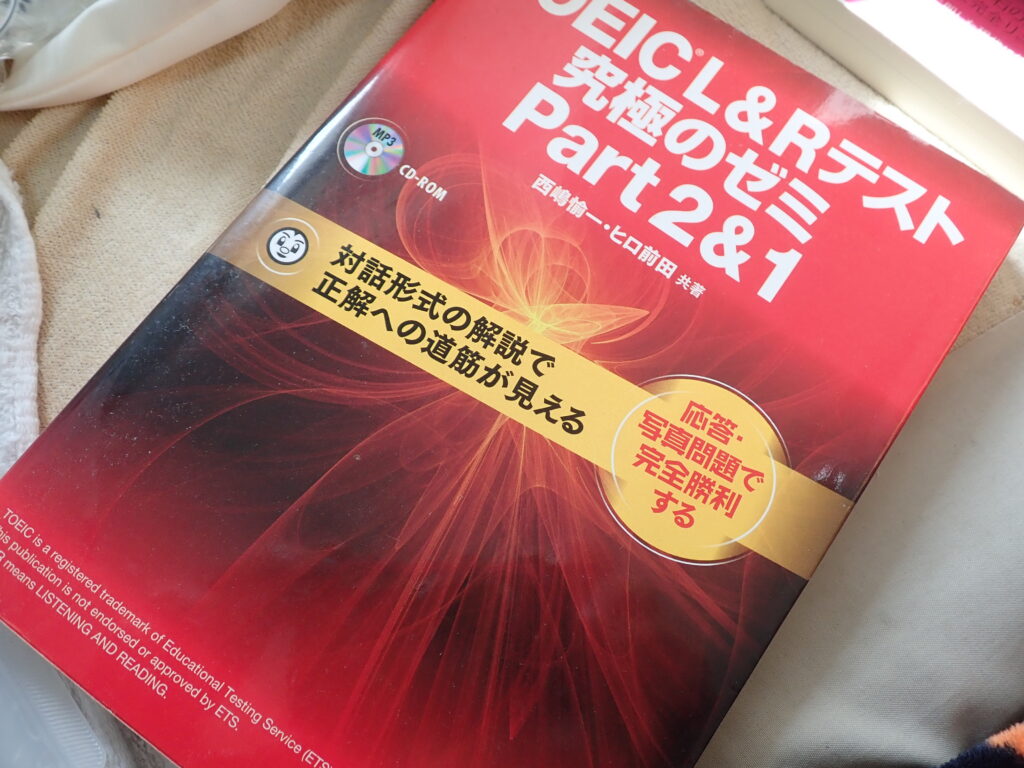 TOEIC® L&Rテスト
究極のゼミ
Part 2&1
西嶋愉一・ヒロ前田 共著
MP3
CD-ROM
対話形式の解説で
正解への道筋が見える
応答・
写真問題で
完全勝利
する
TOEIC is a registered trademark of Educational Testing Service (ETS)
This publication is not endorsed or approved by ETS.
R means LISTENING AND READING.